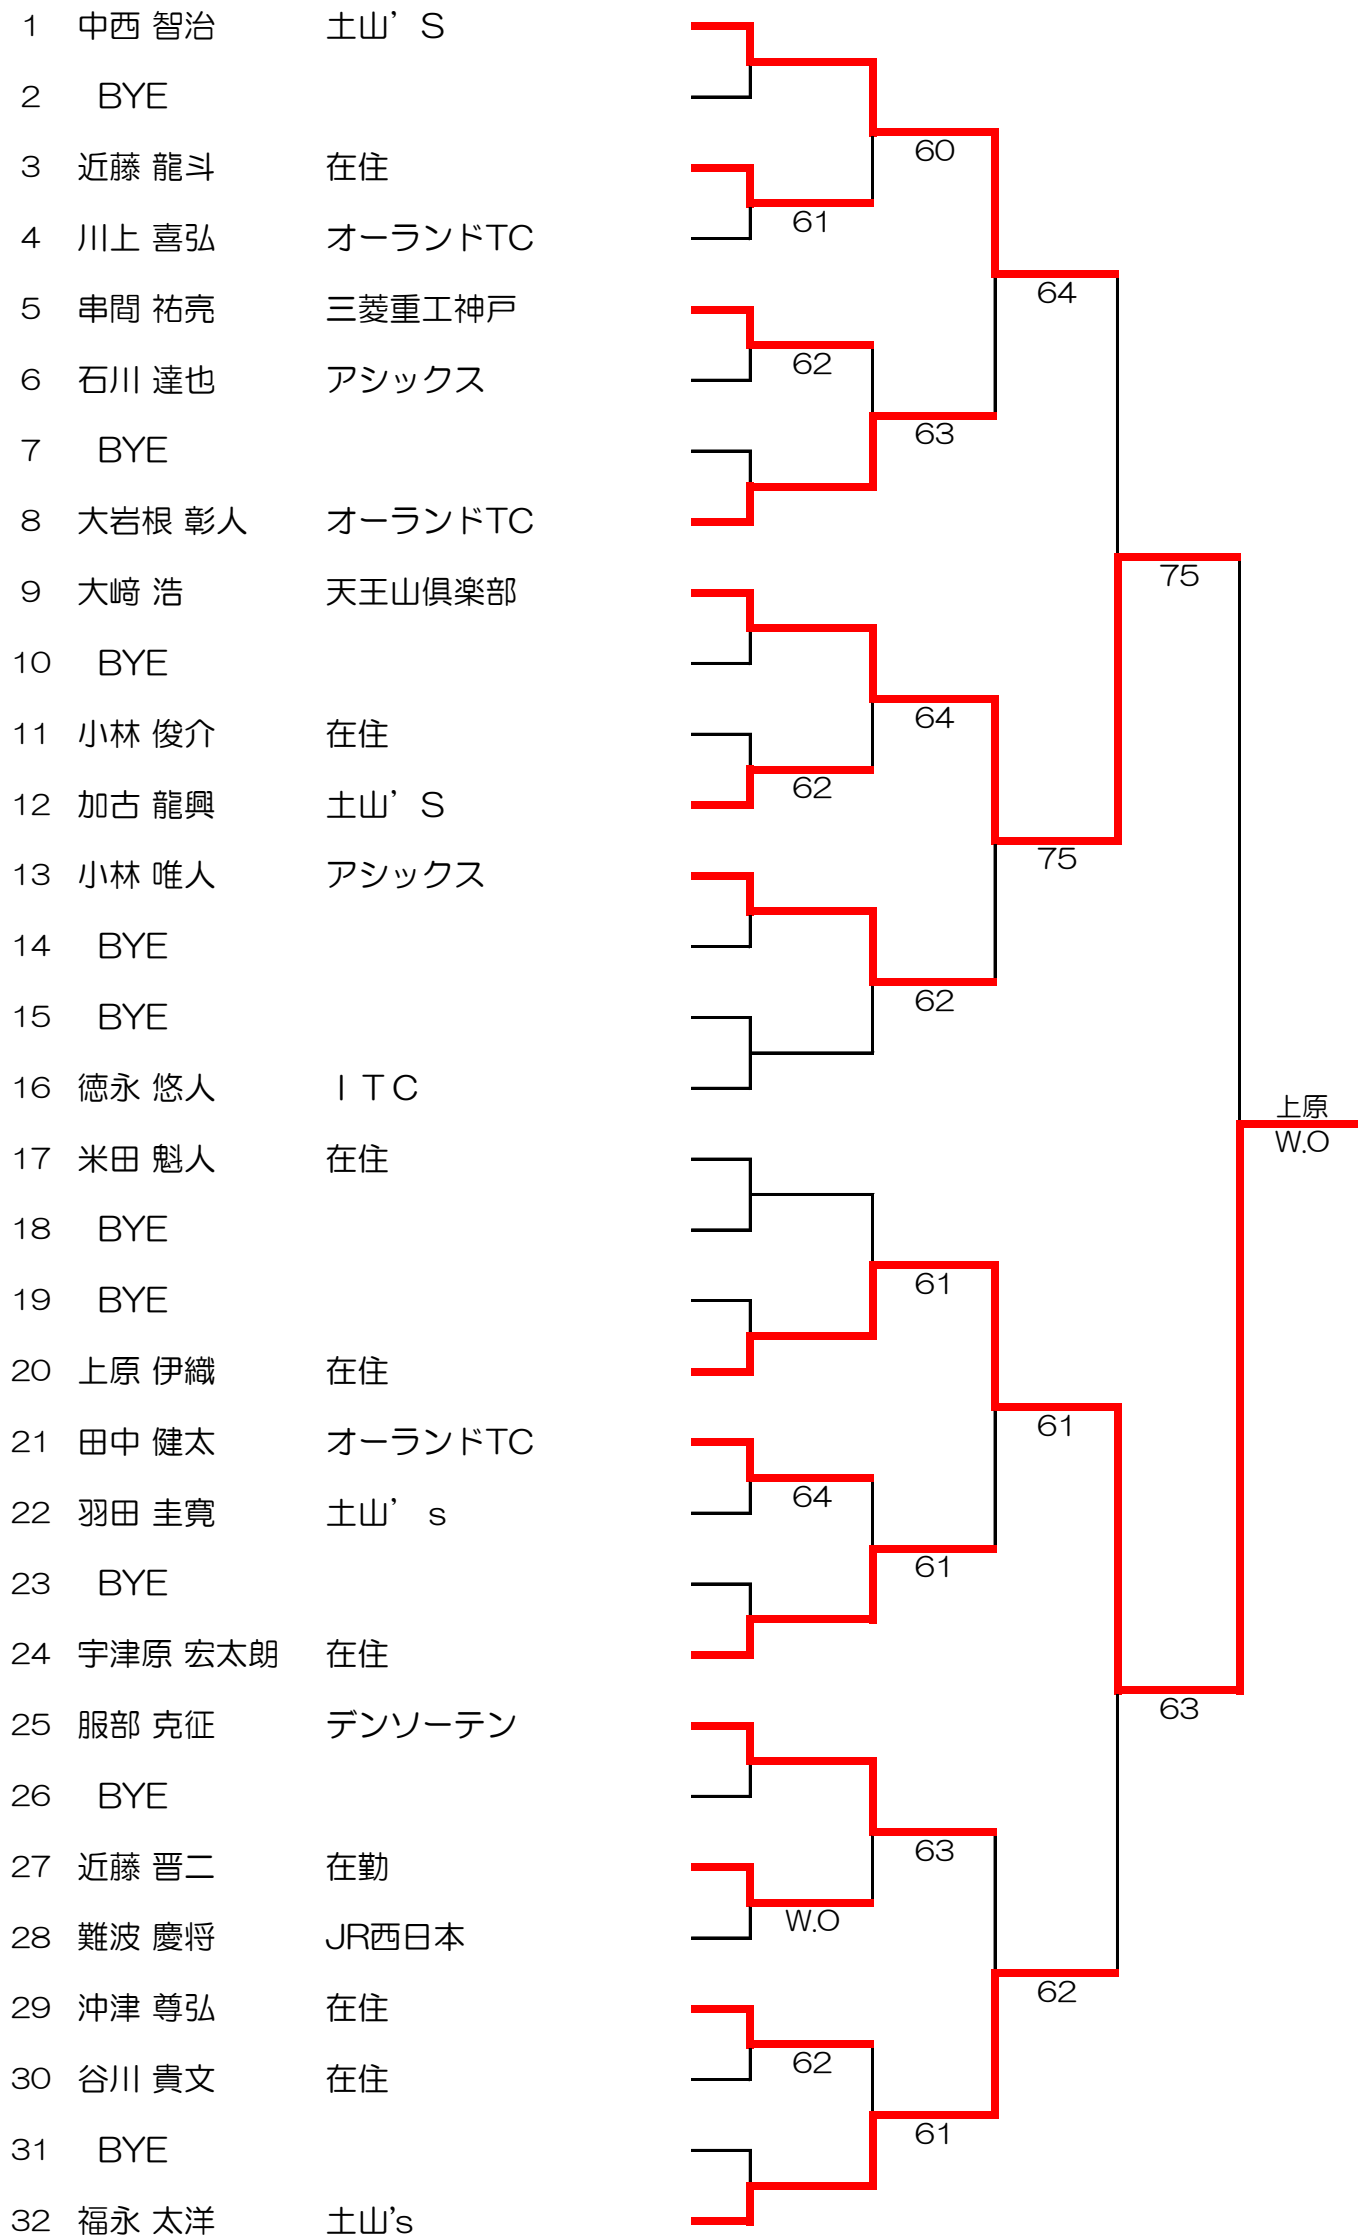 1 中西 智治 土山’S
2 BYE
60
3 近藤 龍斗 在住
61
4 川上 喜弘 オーランドTC
64
5 串間 祐亮 三菱重工神戸
62
6 石川 達也 アシックス
63
7 BYE
8 大岩根 彰人 オーランドTC
75
9 大﨑 浩 天王山倶楽部
10 BYE
64
11 小林 俊介 在住
62
12 加古 龍興 土山’S
75
13 小林 唯人 アシックス
14 BYE
62
15 BYE
16 徳永 悠人 ITC
上原
W.O
17 米田 魁人 在住
18 BYE
61
19 BYE
20 上原 伊織 在住
61
21 田中 健太 オーランドTC
64
22 羽田 圭寛 土山’s
61
23 BYE
24 宇津原 宏太朗 在住
63
25 服部 克征 デンソーテン
26 BYE
63
27 近藤 晋二 在勤
W.O
28 難波 慶将 JR西日本
62
29 沖津 尊弘 在住
62
30 谷川 貴文 在住
61
31 BYE
32 福永 太洋 土山's